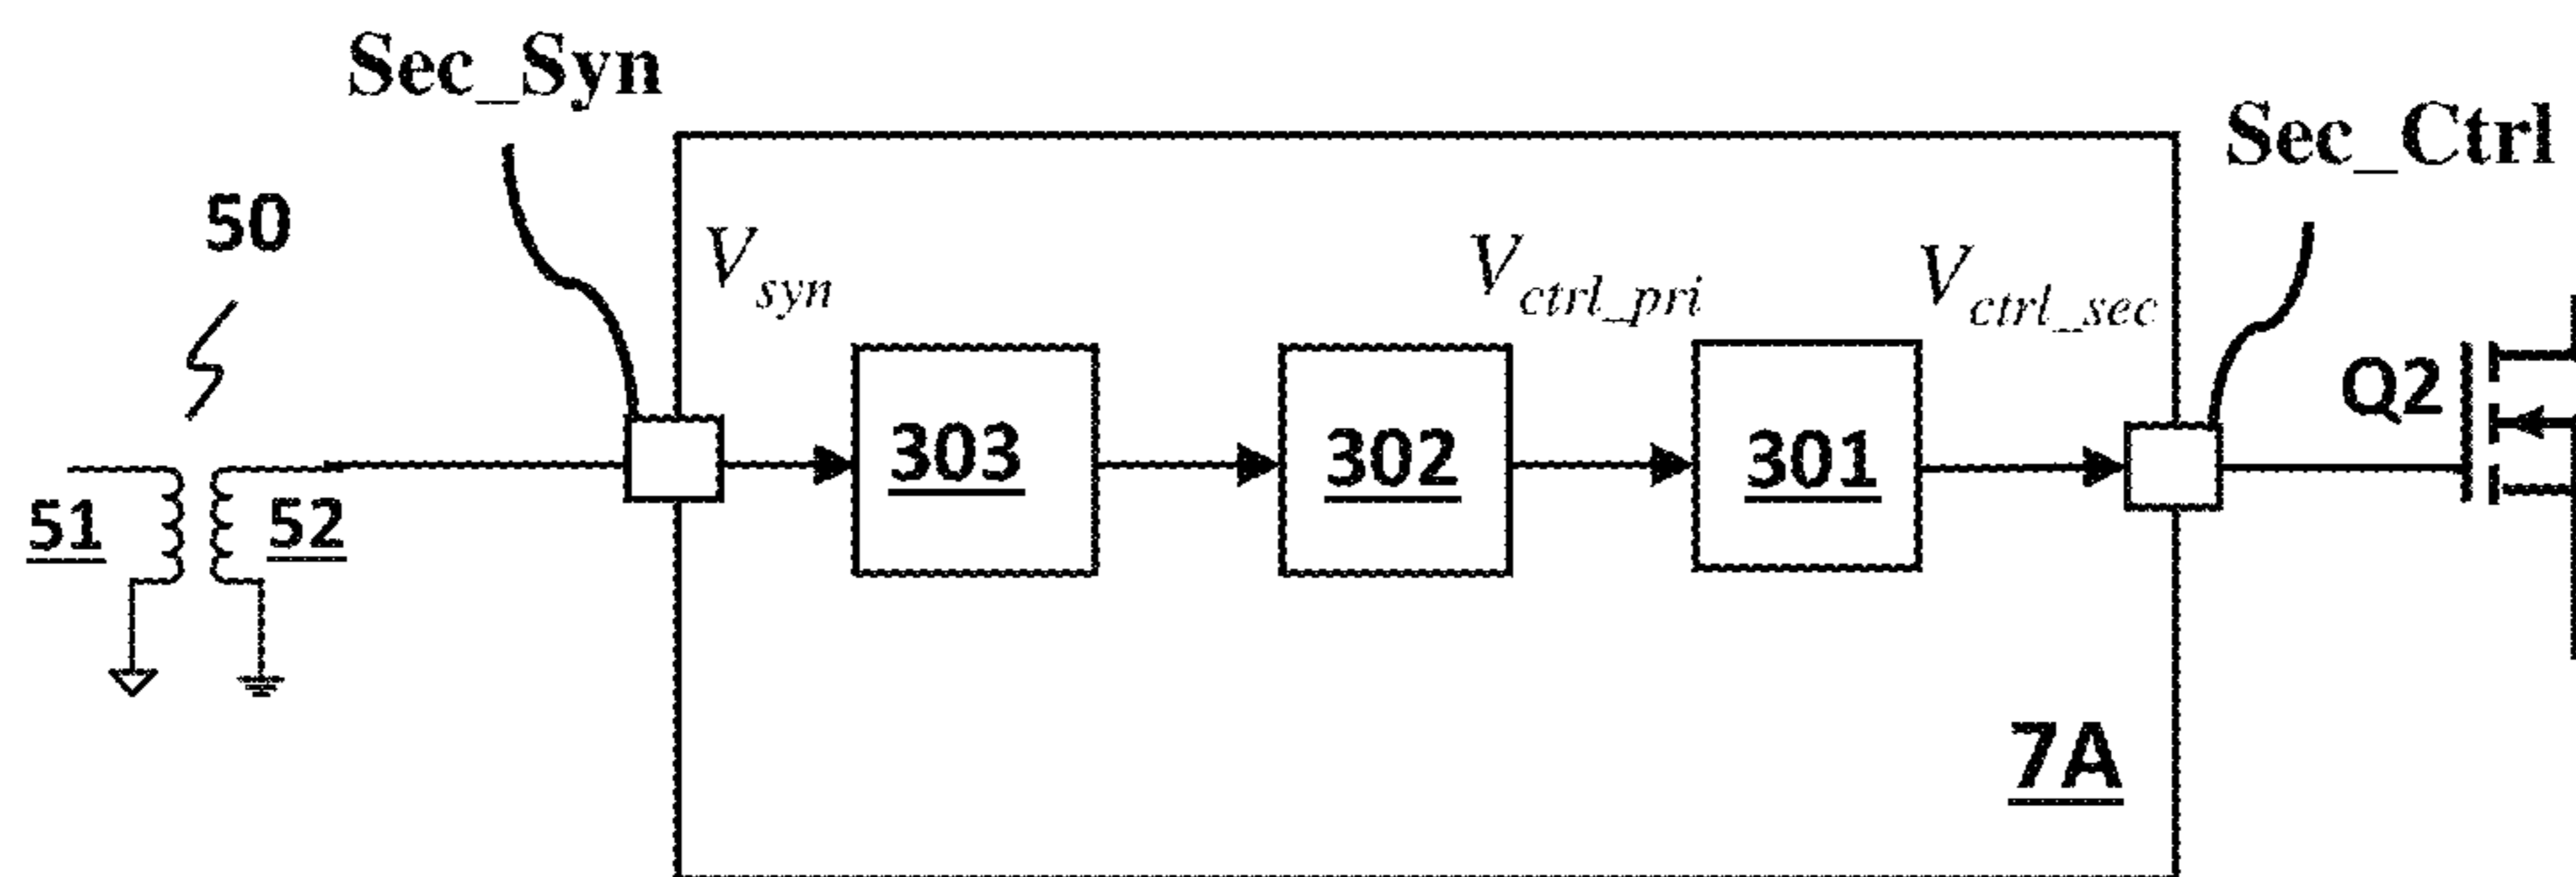 Sec_Syn
Sec_Ctrl
50
V_syn
V_ctrl_pri
V_ctrl_sec
Q2
303
302
301
51
52
7A